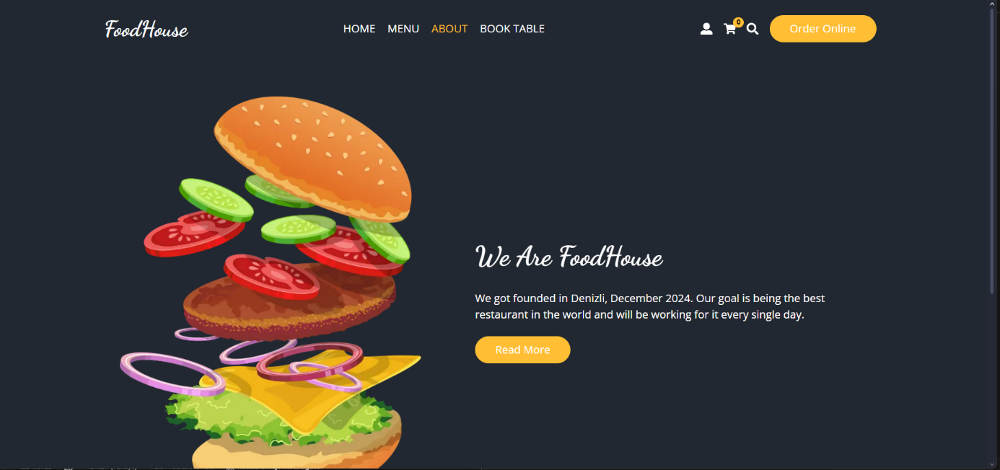 FoodHouse
HOME MENU ABOUT BOOK TABLE
0
Order Online
We Are FoodHouse
We got founded in Denizli, December 2024. Our goal is being the best
restaurant in the world and will be working for it every single day.
Read More